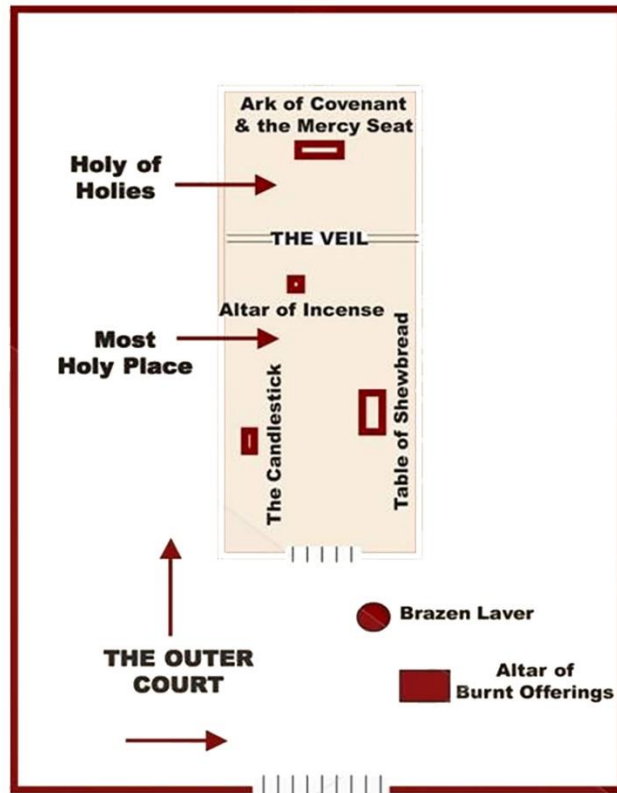 Ark of Covenant
& the Mercy Seat
Holy of
Holies
THE VEIL
Altar of Incense
Most
Holy Place
The Candlestick
Table of Shewbread
Brazen Laver
THE OUTER
COURT
Altar of
Burnt Offerings